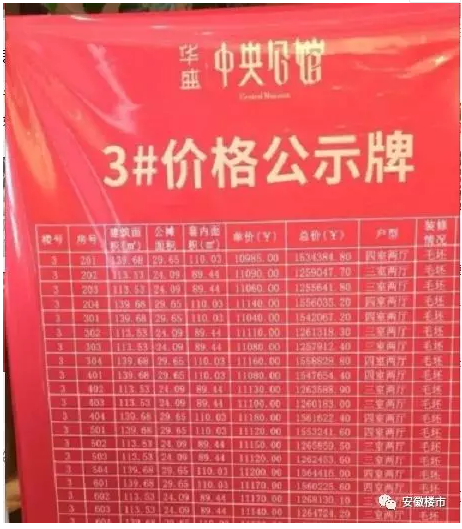 华盛 中央公馆
Central Mansion
3#价格公示牌
楼号 房号 建筑面积(㎡) 公摊面积 套内面积(㎡) 单价(¥) 总价(¥) 户型 装修情况
3 201 139.68 29.65 110.03 10985.00 1534384.80 四室两厅 毛坯
3 202 113.53 24.09 89.44 11090.00 1259047.70 三室两厅 毛坯
3 203 113.53 24.09 89.44 11060.00 1255641.80 三室两厅 毛坯
3 204 139.68 29.65 110.03 11140.00 1556035.20 四室两厅 毛坯
3 301 139.68 29.65 110.03 11040.00 1542067.20 四室两厅 毛坯
3 302 113.53 24.09 89.44 11110.00 1261318.30 三室两厅 毛坯
3 303 113.53 24.09 89.44 11080.00 1257912.40 三室两厅 毛坯
3 304 139.68 29.65 110.03 11160.00 1558828.80 四室两厅 毛坯
3 401 139.68 29.65 110.03 11080.00 1547654.40 四室两厅 毛坯
3 402 113.53 24.09 89.44 11130.00 1263588.90 三室两厅 毛坯
3 403 113.53 24.09 89.44 11100.00 1260183.00 三室两厅 毛坯
3 404 139.68 29.65 110.03 11180.00 1561622.40 四室两厅 毛坯
3 501 139.68 29.65 110.03 11120.00 1553241.60 四室两厅 毛坯
3 502 113.53 24.09 89.44 11150.00 1265859.50 三室两厅 毛坯
3 503 113.53 24.09 89.44 11120.00 1262453.60 三室两厅 毛坯
3 504 139.68 29.65 110.03 11200.00 1564416.00 四室两厅 毛坯
3 601 139.68 29.65 110.03 11170.00 1560225.60 四室两厅
3 602 113.53 24.09 89.44 11170.00 1268130.10 三室
3 603 113.53 24.09 89.44 11140.00 1264724.20
安徽楼市